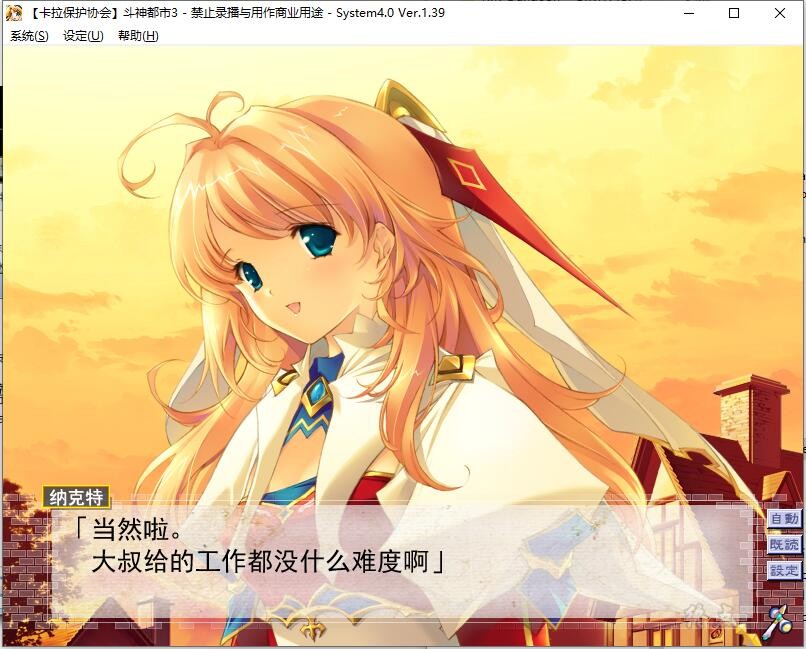 【卡拉保护协会】斗神都市3 - 禁止录播与用作商业用途 - System4.0 Ver.1.39
系统(S) 设定(U) 帮助(H)
纳克特
「当然啦。
大叔给的工作都没什么难度啊」
自動
既読
設定